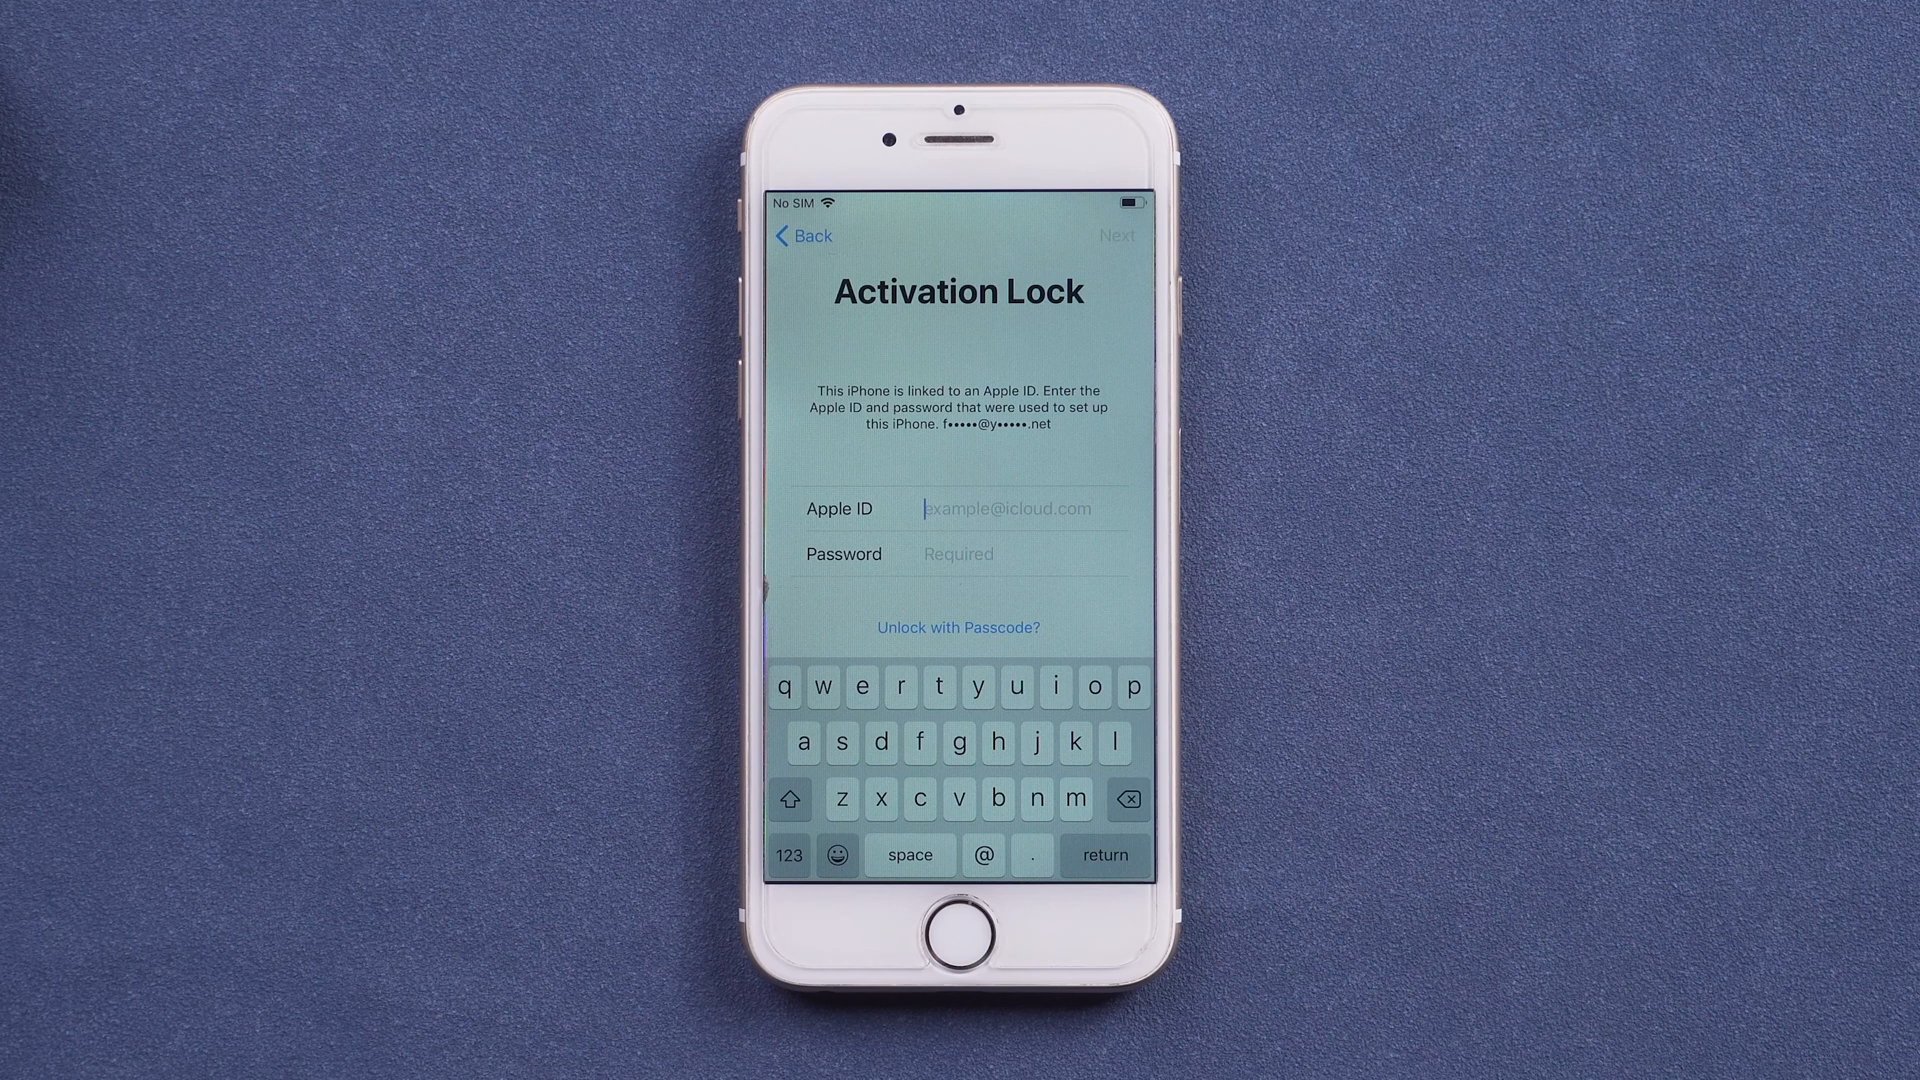 No SIM
Back Next
Activation Lock
This iPhone is linked to an Apple ID. Enter the
Apple ID and password that were used to set up
this iPhone. f•••••@y•••••.net
Apple ID example@icloud.com
Password Required
Unlock with Passcode?
q w e r t y u i o p
a s d f g h j k l
z x c v b n m
123 space @ . return